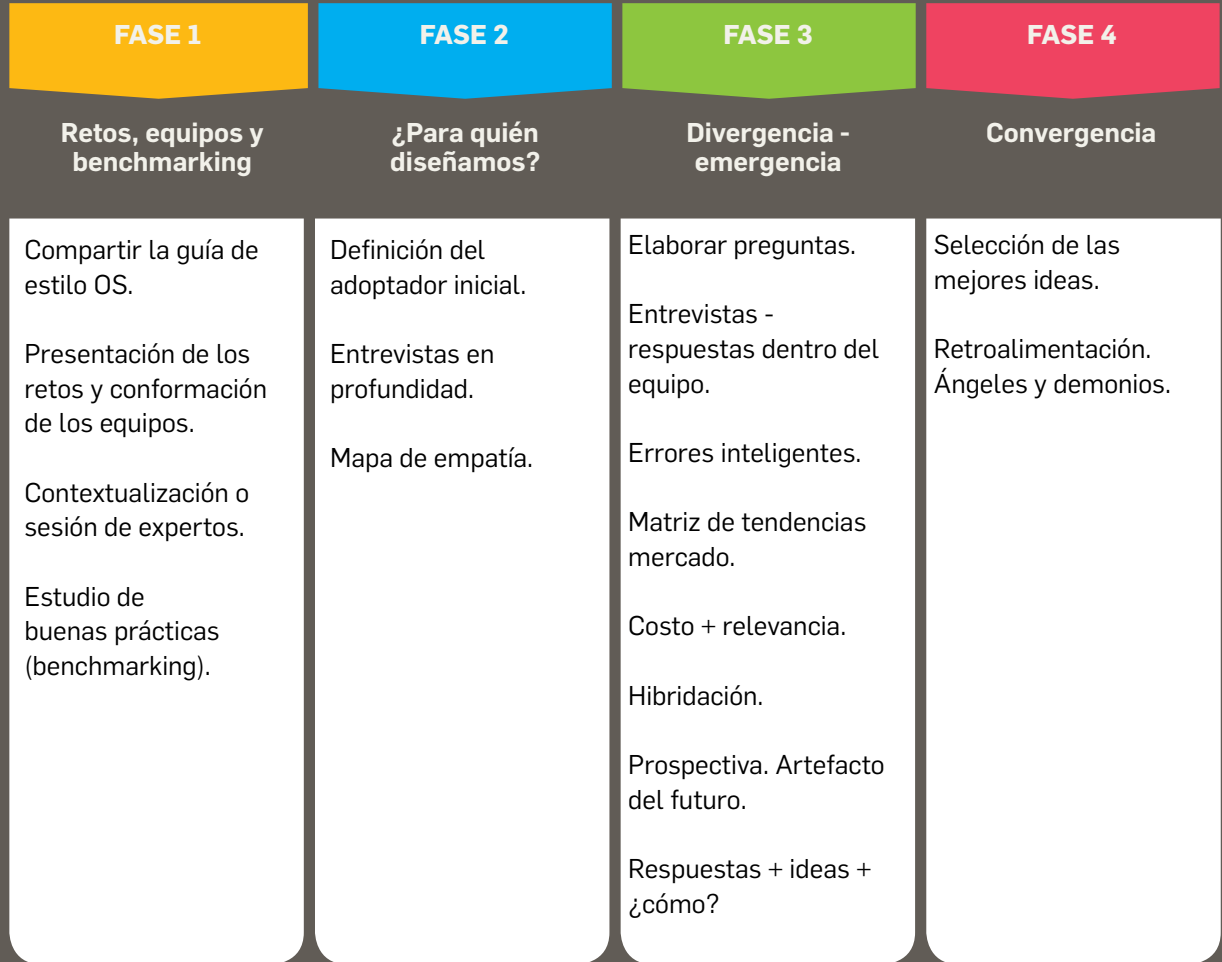 FASE 1
Retos, equipos y
benchmarking
Compartir la guía de
estilo OS.
Presentación de los
retos y conformación
de los equipos.
Contextualización o
sesión de expertos.
Estudio de
buenas prácticas
(benchmarking).
FASE 2
¿Para quién
diseñamos?
Definición del
adoptador inicial.
Entrevistas en
profundidad.
Mapa de empatía.
FASE 3
Divergencia -
emergencia
Elaborar preguntas.
Entrevistas -
respuestas dentro del
equipo.
Errores inteligentes.
Matriz de tendencias
mercado.
Costo + relevancia.
Hibridación.
Prospectiva. Artefacto
del futuro.
Respuestas + ideas +
¿cómo?
FASE 4
Convergencia
Selección de las
mejores ideas.
Retroalimentación.
Ángeles y demonios.